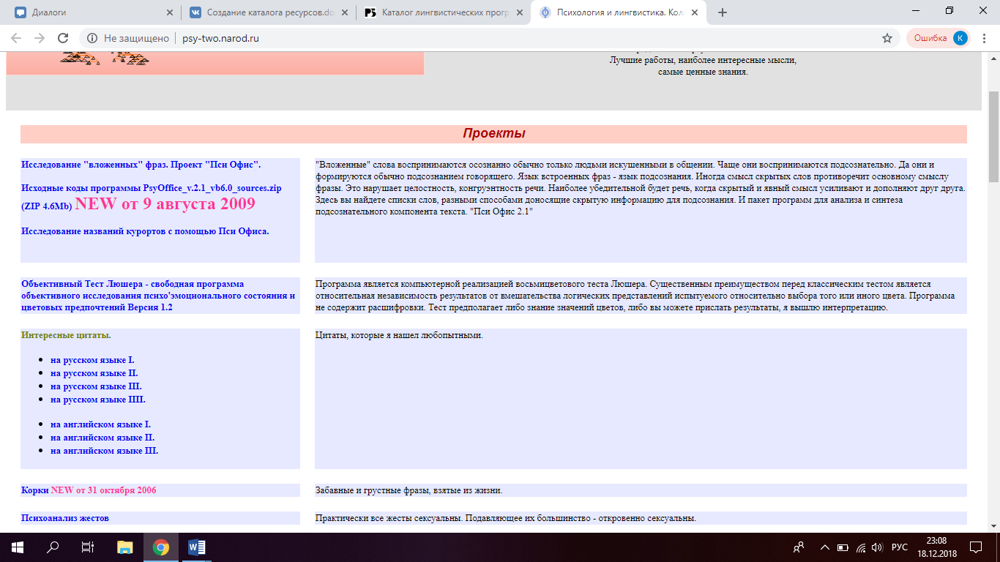 Диалоги
Создание каталога ресурсов.do
Каталог лингвистических прогр
Психология и лингвистика. Кол
Не защищено
psy-two.narod.ru
Ошибка
К
Лучшие работы, наиболее интересные мысли,
самые ценные знания.
Проекты
Исследование "вложенных" фраз. Проект "Пси Офис".
Исходные коды программы PsyOffice_v.2.1_vb6.0_sources.zip
(ZIP 4.6Mb) NEW от 9 августа 2009
Исследование названий курортов с помощью Пси Офиса.
"Вложенные" слова воспринимаются осознанно обычно только людьми искушенными в общении. Чаще они воспринимаются подсознательно. Да они и
формируются обычно подсознанием говорящего. Язык встроенных фраз - язык подсознания. Иногда смысл скрытых слов противоречит основному смыслу
фразы. Это нарушает целостность, конгруэнтность речи. Наиболее убедительной будет речь, когда скрытый и явный смысл усиливают и дополняют друг друга.
Здесь вы найдете списки слов, разными способами доносящие скрытую информацию для подсознания. И пакет программ для анализа и синтеза
подсознательного компонента текста. "Пси Офис 2.1"
Объективный Тест Люшера - свободная программа
объективного исследования психо'эмоционального состояния и
цветовых предпочтений Версия 1.2
Программа является компьютерной реализацией восьмицветового теста Люшера. Существенным преимуществом перед классическим тестом является
относительная независимость результатов от вмешательства логических представлений испытуемого относительно выбора того или иного цвета. Программа
не содержит расшифровки. Тест предполагает либо знание значений цветов, либо вы можете прислать результаты, я вышлю интерпретацию.
Интересные цитаты.
на русском языке I.
на русском языке II.
на русском языке III.
на русском языке IIII.
на английском языке I.
на английском языке II.
на английском языке III.
Цитаты, которые я нашел любопытными.
Корки NEW от 31 октября 2006
Забавные и грустные фразы, взятые из жизни.
Психоанализ жестов
Практически все жесты сексуальны. Подавляющее их большинство - откровенно сексуальны.
РУС
23:08
18.12.2018